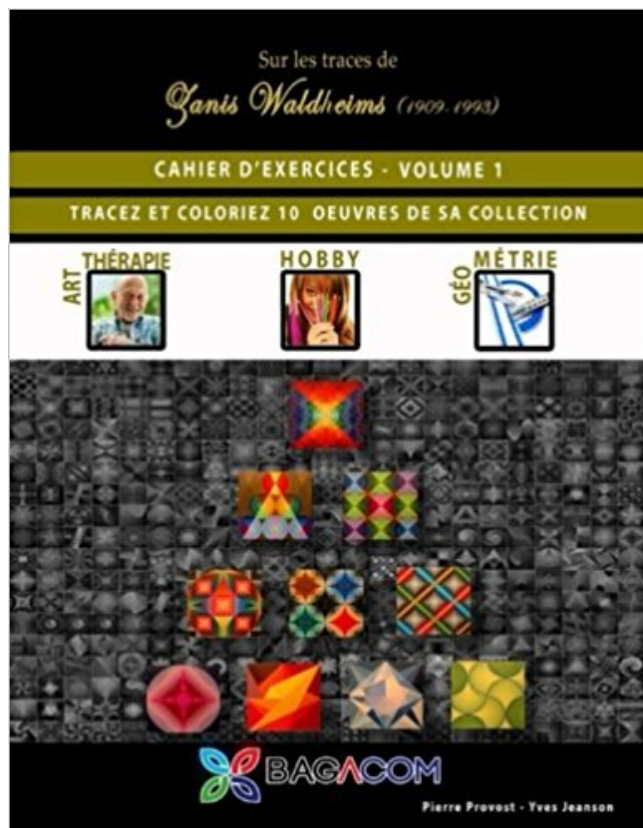 Sur les traces de
Zanis Waldheims (1909-1993)
CAHIER D'EXERCICES - VOLUME 1
TRACEZ ET COLORIEZ 10 OEUVRES DE SA COLLECTION
ART THÉRAPIE
HOBBY
GÉO MÉTRIE
BAGACOM
Pierre Provost - Yves Jeanson